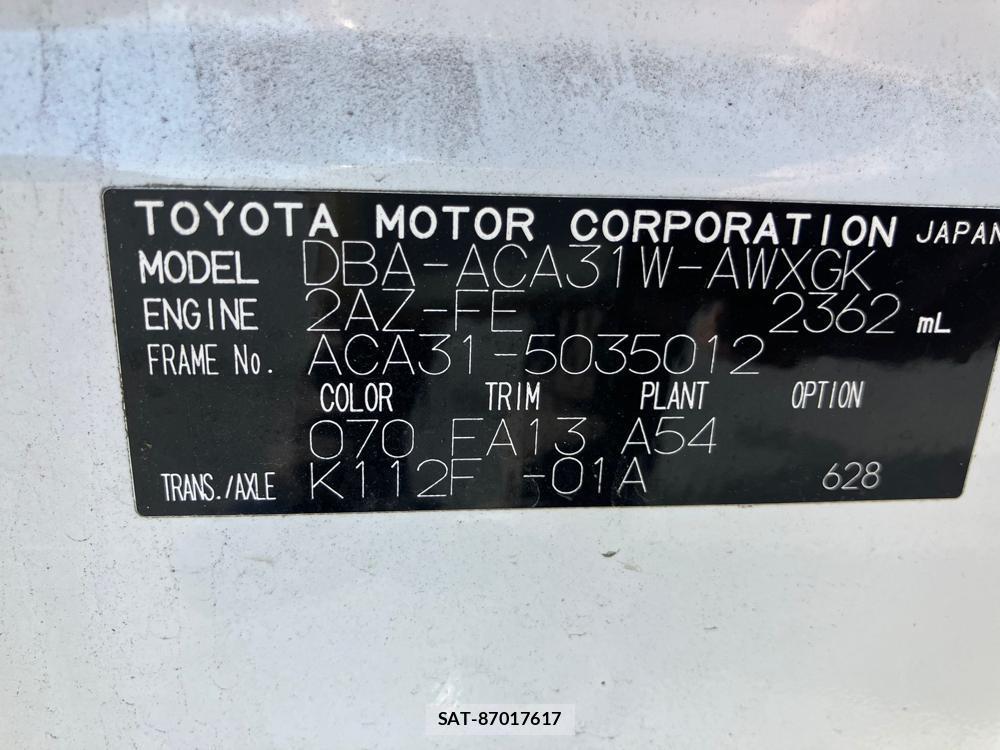 TOYOTA MOTOR CORPORATION JAPAN
MODEL DBA-ACA31W-AWXGK
ENGINE 2AZ-FE 2362 mL
FRAME No. ACA31-5035012
COLOR TRIM PLANT OPTION
070 EA13 A54
TRANS./AXLE K112F -01A 628
SAT-87017617